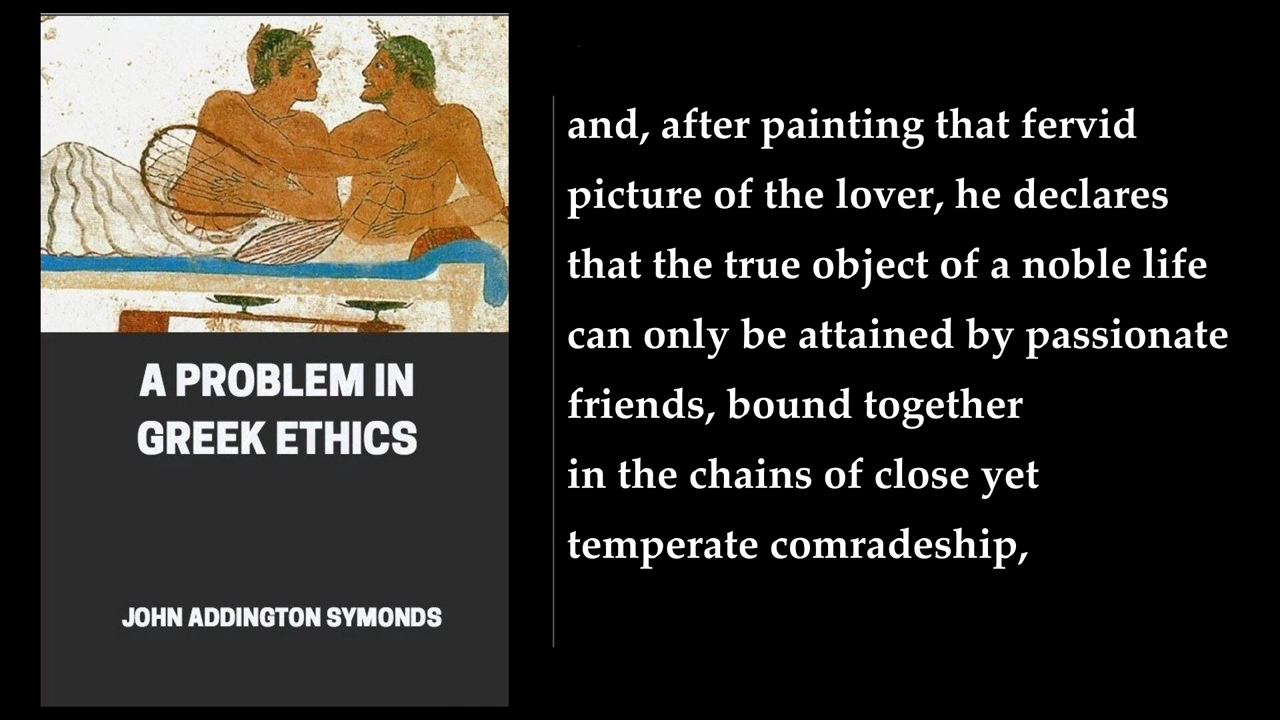 A PROBLEM IN
GREEK ETHICS
JOHN ADDINGTON SYMONDS
and, after painting that fervid
picture of the lover, he declares
that the true object of a noble life
can only be attained by passionate
friends, bound together
in the chains of close yet
temperate comradeship,